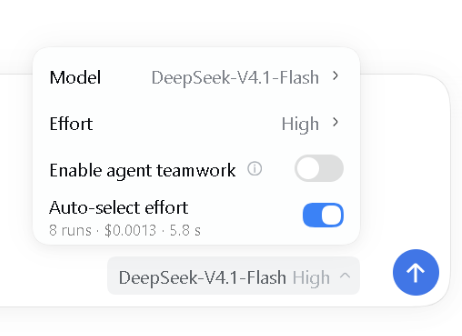 Model DeepSeek-V4.1-Flash
Effort High
Enable agent teamwork
Auto-select effort
8 runs · $0.0013 · 5.8 s
DeepSeek-V4.1-Flash High